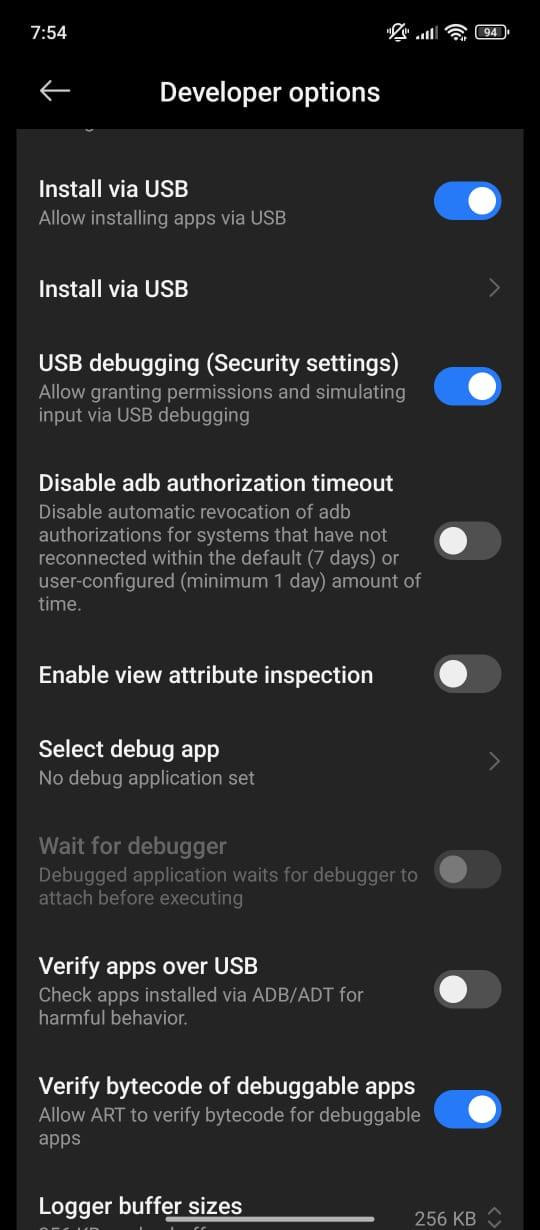 7:54
94
Developer options
Install via USB
Allow installing apps via USB
Install via USB
USB debugging (Security settings)
Allow granting permissions and simulating
input via USB debugging
Disable adb authorization timeout
Disable automatic revocation of adb
authorizations for systems that have not
reconnected within the default (7 days) or
user-configured (minimum 1 day) amount of
time.
Enable view attribute inspection
Select debug app
No debug application set
Wait for debugger
Debugged application waits for debugger to
attach before executing
Verify apps over USB
Check apps installed via ADB/ADT for
harmful behavior.
Verify bytecode of debuggable apps
Allow ART to verify bytecode for debuggable
apps
Logger buffer sizes
256 KB